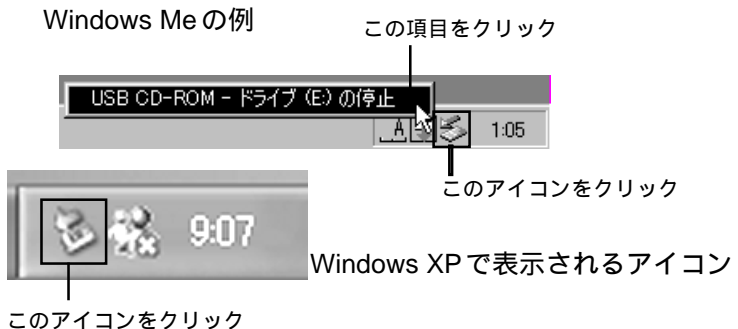 Windows Meの例
この項目をクリック
USB CD-ROM - ドライブ (E:) の停止
A
1:05
このアイコンをクリック
9:07
Windows XPで表示されるアイコン
このアイコンをクリック